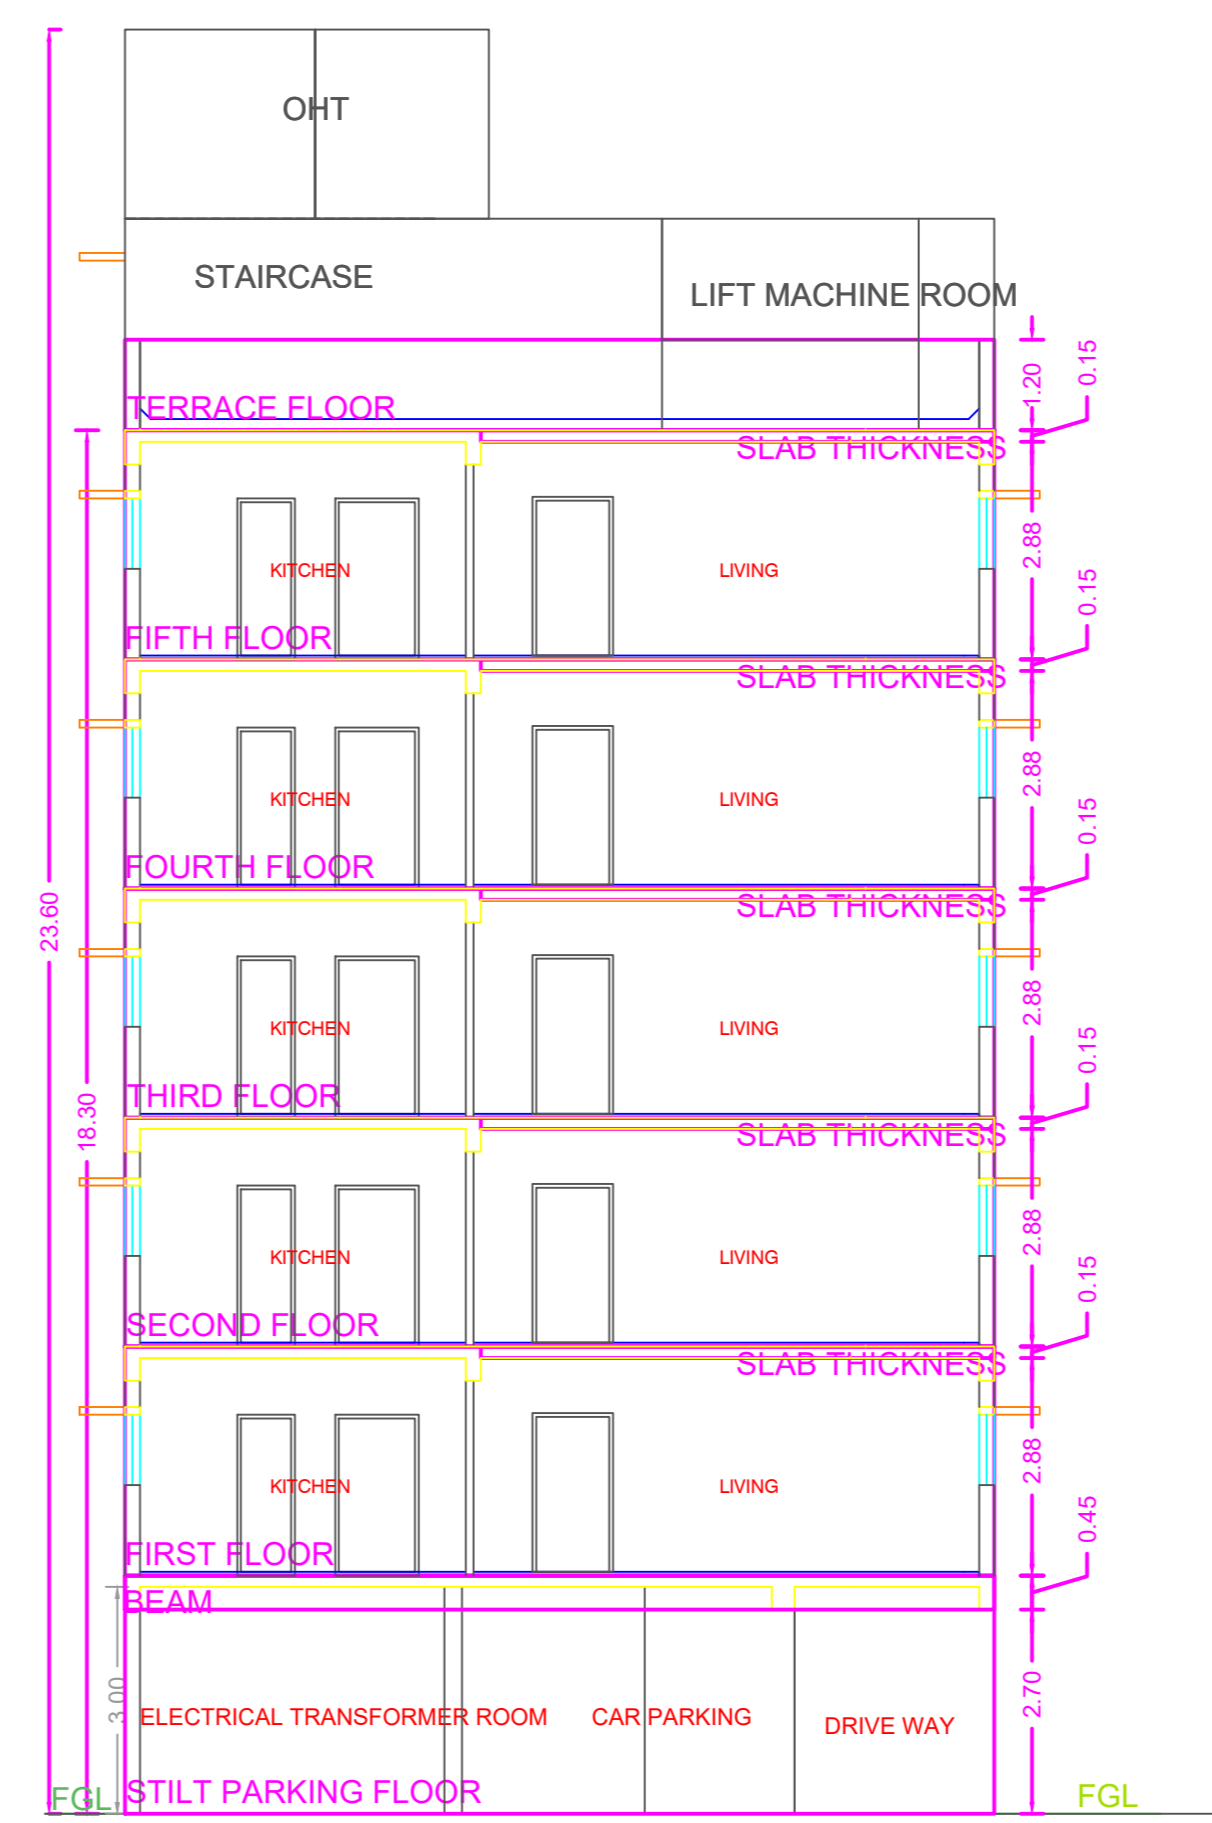 OHT
STAIRCASE
LIFT MACHINE ROOM
1.20
0.15
TERRACE FLOOR
SLAB THICKNESS
2.88
KITCHEN
LIVING
0.15
FIFTH FLOOR
SLAB THICKNESS
2.88
KITCHEN
LIVING
0.15
FOURTH FLOOR
SLAB THICKNESS
23.60
2.88
KITCHEN
LIVING
0.15
THIRD FLOOR
18.30
SLAB THICKNESS
2.88
KITCHEN
LIVING
0.15
SECOND FLOOR
SLAB THICKNESS
2.88
KITCHEN
LIVING
0.45
FIRST FLOOR
BEAM
3.00
2.70
ELECTRICAL TRANSFORMER ROOM
CAR PARKING
DRIVE WAY
FGL
STILT PARKING FLOOR
FGL